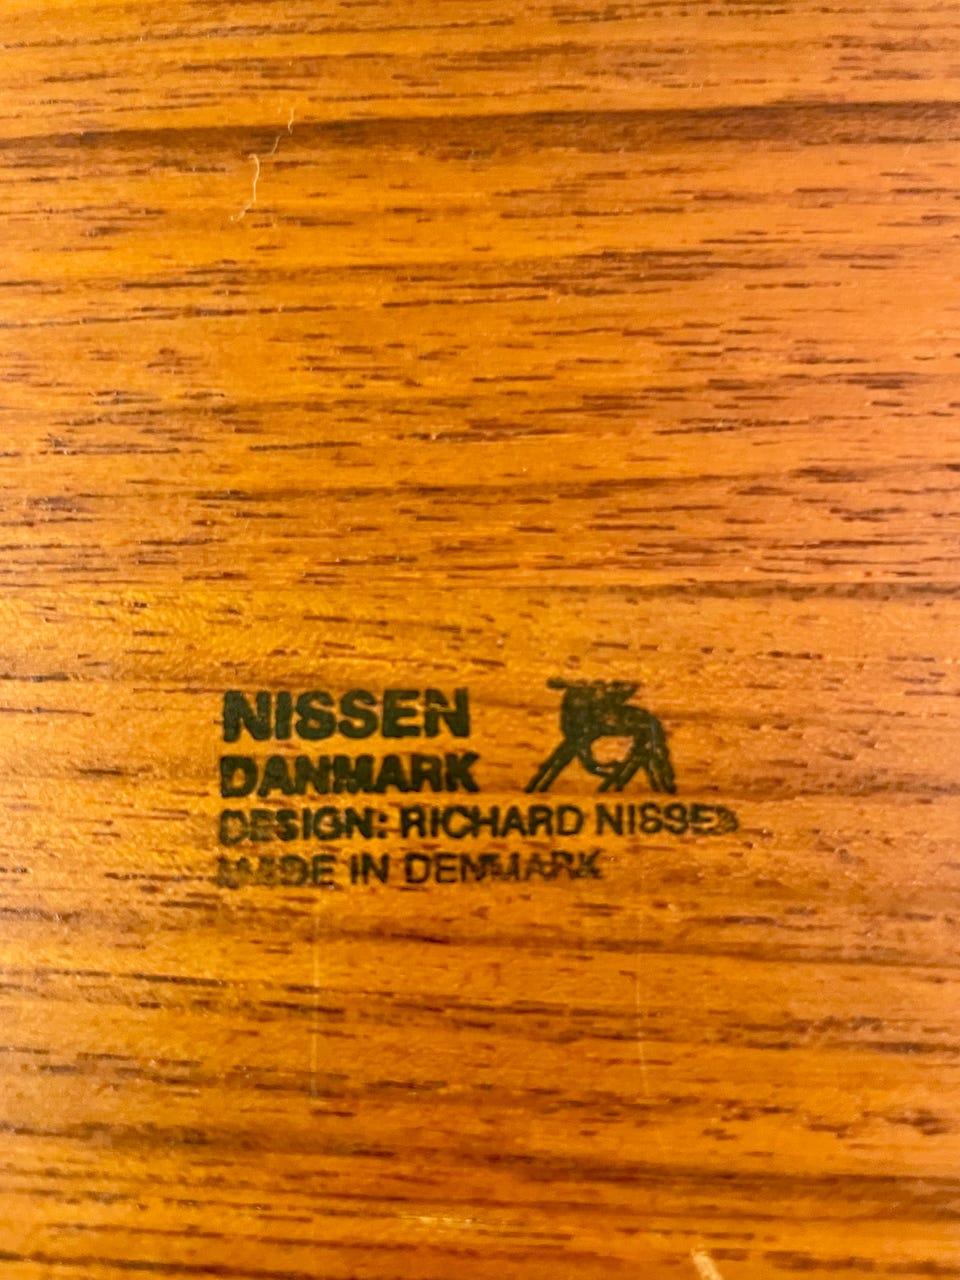 NISSEN
DANMARK
DESIGN: RICHARD NISSEN
MADE IN DENMARK